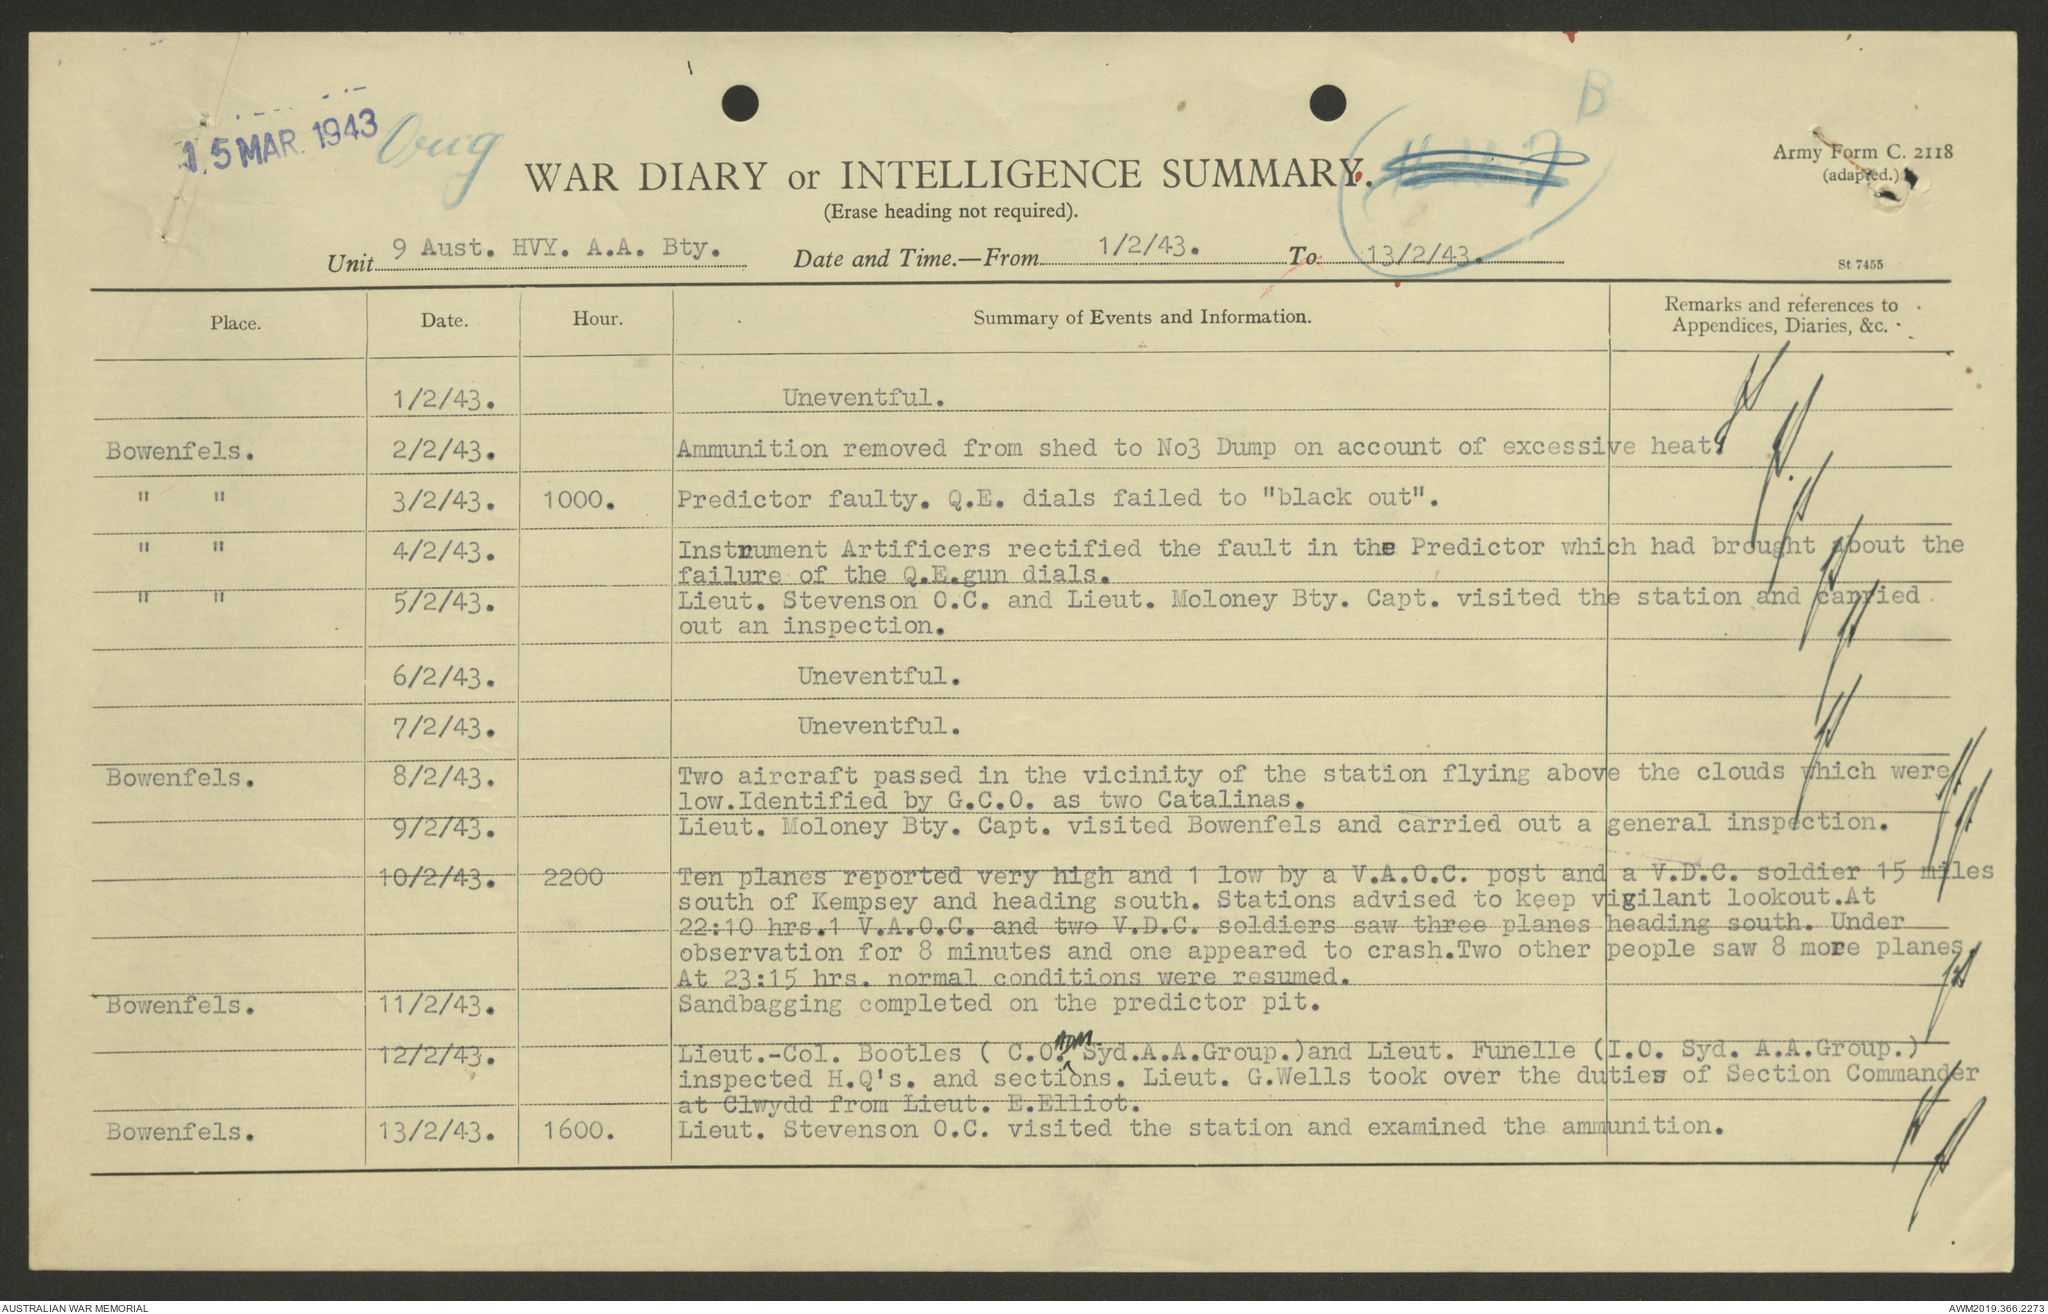 15 MAR. 1943
Orig
B
WAR DIARY or INTELLIGENCE SUMMARY.
Army Form C. 2118
(adapted.)
(Erase heading not required).
Unit 9 Aust. HVY. A.A. Bty. Date and Time.—From 1/2/43. To 13/2/43.
St 7455
Place. Date. Hour. Summary of Events and Information. Remarks and references to
Appendices, Diaries, &c.
1/2/43. Uneventful.
Bowenfels. 2/2/43. Ammunition removed from shed to No3 Dump on account of excessive heat.
" " 3/2/43. 1000. Predictor faulty. Q.E. dials failed to "black out".
" " 4/2/43. Instrument Artificers rectified the fault in the Predictor which had brought about the
failure of the Q.E.gun dials.
" " 5/2/43. Lieut. Stevenson O.C. and Lieut. Moloney Bty. Capt. visited the station and carried
out an inspection.
6/2/43. Uneventful.
7/2/43. Uneventful.
Bowenfels. 8/2/43. Two aircraft passed in the vicinity of the station flying above the clouds which were
low.Identified by G.C.O. as two Catalinas.
9/2/43. Lieut. Moloney Bty. Capt. visited Bowenfels and carried out a general inspection.
10/2/43. 2200 Ten planes reported very high and 1 low by a V.A.O.C. post and a V.D.C. soldier 15 miles
south of Kempsey and heading south. Stations advised to keep vigilant lookout.At
22:10 hrs.1 V.A.O.C. and two V.D.C. soldiers saw three planes heading south. Under
observation for 8 minutes and one appeared to crash.Two other people saw 8 more planes.
At 23:15 hrs. normal conditions were resumed.
Bowenfels. 11/2/43. Sandbagging completed on the predictor pit.
12/2/43. Lieut.-Col. Bootles ( C.O. ADM Syd.A.A.Group.)and Lieut. Funelle (I.O. Syd. A.A.Group.)
inspected H.Q's. and sections. Lieut. G.Wells took over the duties of Section Commander
at Clwydd from Lieut. E.Elliot.
Bowenfels. 13/2/43. 1600. Lieut. Stevenson O.C. visited the station and examined the ammunition.
AUSTRALIAN WAR MEMORIAL
AWM2019.366.2273